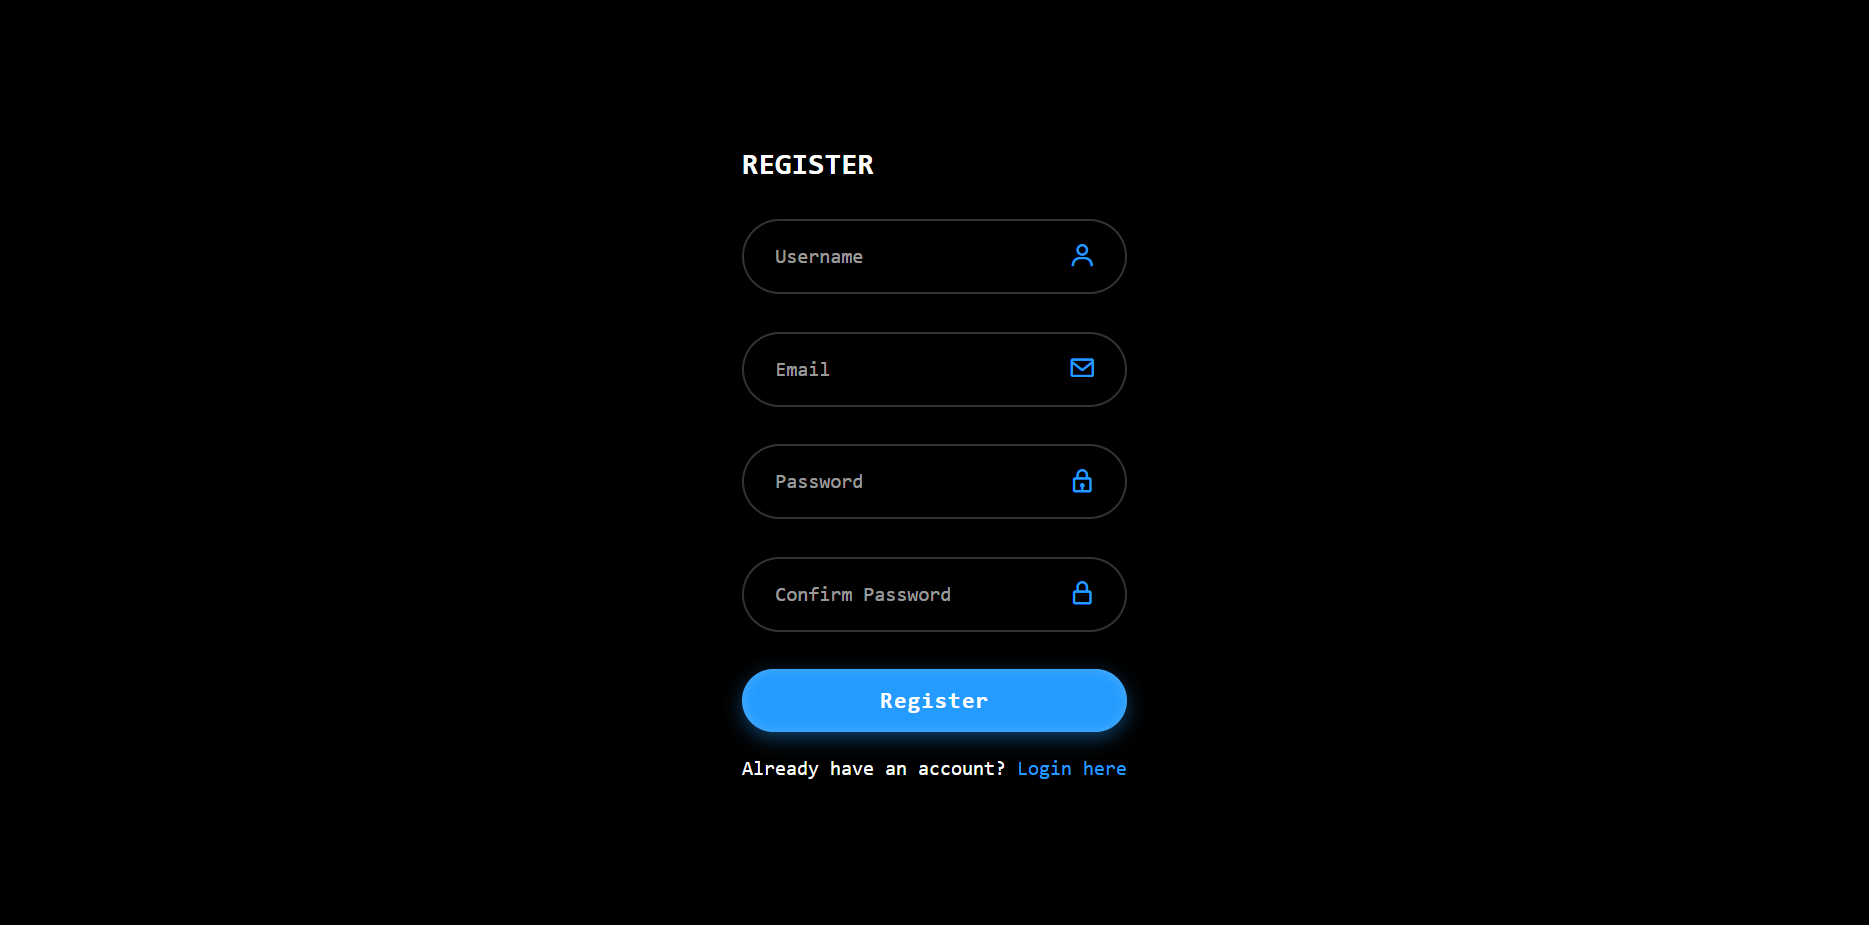 REGISTER
Username
Email
Password
Confirm Password
Register
Already have an account? Login here